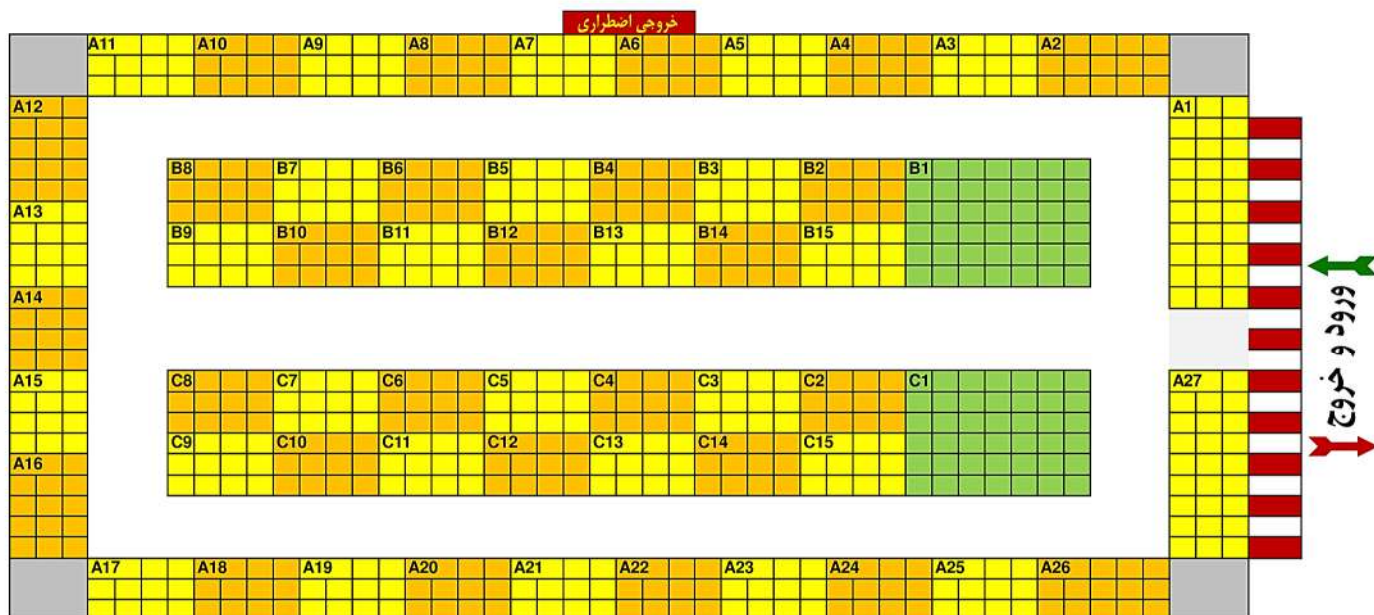 خروجی اضطراری
A11 A10 A9 A8 A7 A6 A5 A4 A3 A2
A12 A1
B8 B7 B6 B5 B4 B3 B2 B1
A13
B9 B10 B11 B12 B13 B14 B15
A14
ورود و خروج
A15
C8 C7 C6 C5 C4 C3 C2 C1
A27
C9 C10 C11 C12 C13 C14 C15
A16
A17 A18 A19 A20 A21 A22 A23 A24 A25 A26